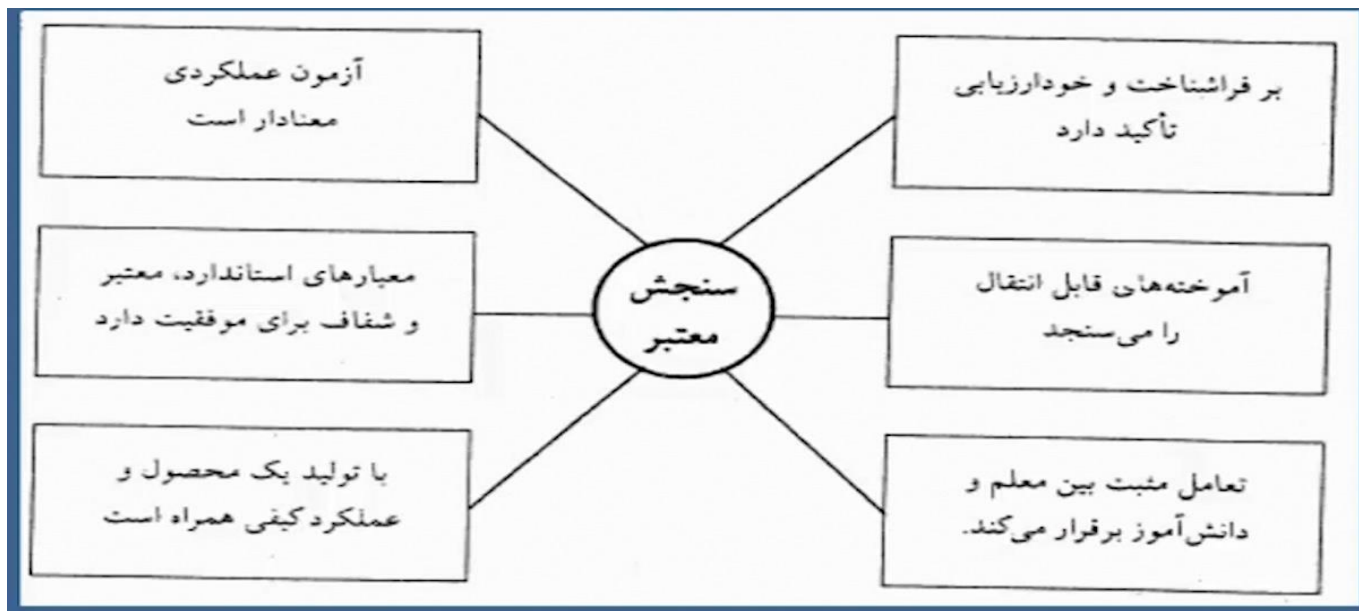 بر فراشناخت و خودارزیابی
تأکید دارد
آزمون عملکردی
معنادار است
آموخته‌های قابل انتقال
را می‌سنجد
سنجش
معتبر
معیارهای استاندارد، معتبر
و شفاف برای موفقیت دارد
تعامل مثبت بین معلم و
دانش‌آموز برقرار می‌کند.
با تولید یک محصول و
عملکرد کیفی همراه است